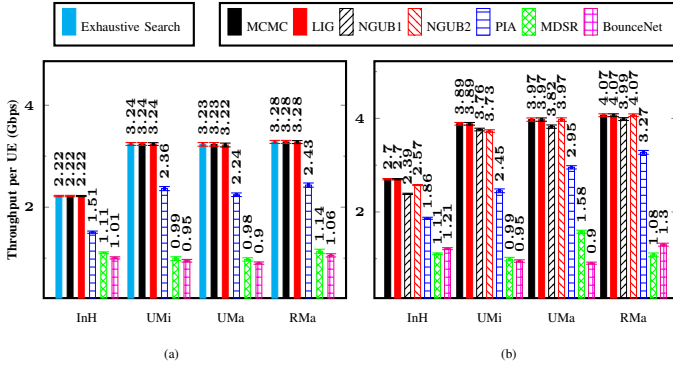 Exhaustive Search
MCMC LIG NGUB1 NGUB2 PIA MDSR BounceNet
Throughput per UE (Gbps)
4
2
2.22 2.22 2.22 1.51 1.11 1.01
3.24 3.24 3.24 2.36 0.99 0.95
3.23 3.23 3.22 2.24 0.98 0.9
3.28 3.28 3.28 2.43 1.14 1.06
InH UMi UMa RMa
(a)
4
2
2.7 2.7 2.39 2.57 1.86 1.11 1.21
3.89 3.89 3.76 3.73 2.45 0.99 0.95
3.97 3.97 3.82 3.97 2.95 1.58 0.9
4.07 4.07 3.99 4.07 3.27 1.08 1.3
InH UMi UMa RMa
(b)